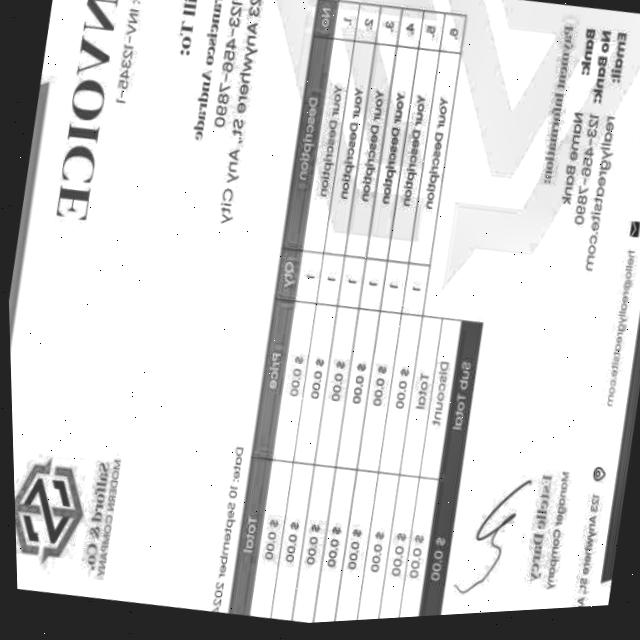 INVOICE
: INV-12345-1
ll To:
123-456-7890
123 Anywhere St., Any City
Salford & Co.
MODERN COMPANY
Date: 10 September 202
No Description QTY Price Total
1. Your Description 1 $ 0.00 $ 0.00
2. Your Description 1 $ 0.00 $ 0.00
3. Your Description 1 $ 0.00 $ 0.00
4. Your Description 1 $ 0.00 $ 0.00
5. Your Description 1 $ 0.00 $ 0.00
6. Your Description 1 $ 0.00 $ 0.00
Total $ 0.00
Discount $ 0.00
Sub Total $ 0.00
Payment Information:
Bank: Name Bank
No Bank: 123-456-7890
Email: reallygreatsite.com
Estelle Darcy
Manager Company
hello@reallygreatsite.com
123 Anywhere St., A